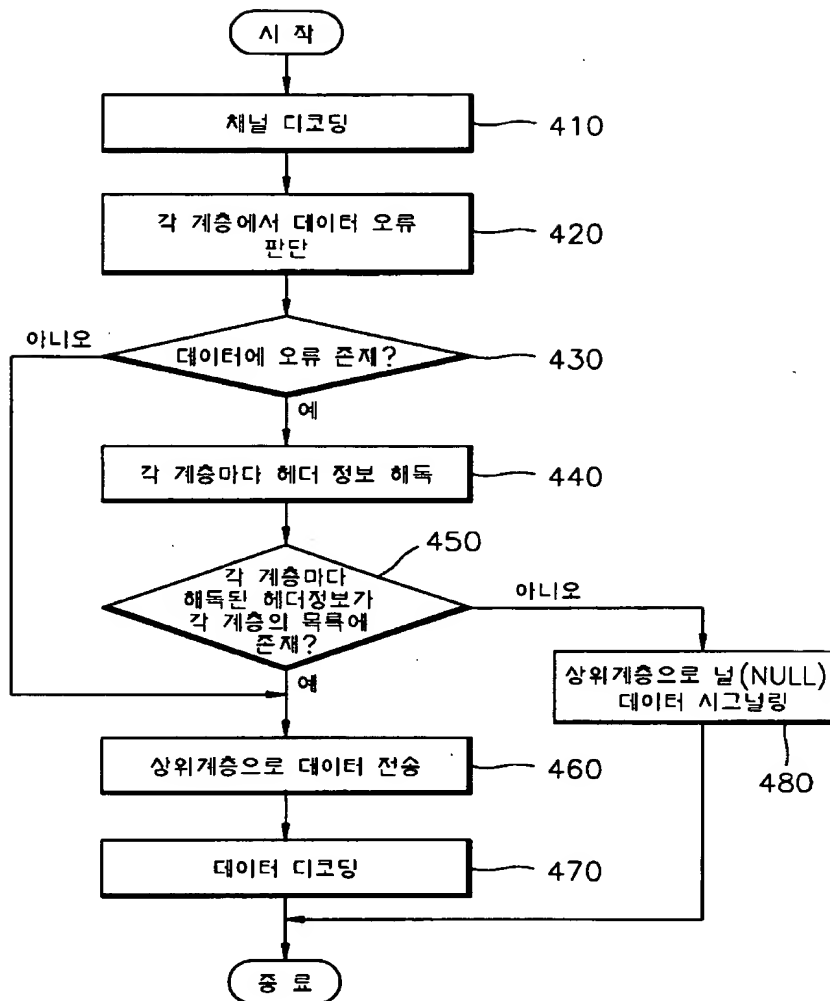 시 작
채널 디코딩
410
각 계층에서 데이터 오류
판단
420
아니오
데이터에 오류 존재?
430
예
각 계층마다 헤더 정보 해독
440
450
각 계층마다
해독된 헤더정보가
각 계층의 목록에
존재?
아니오
예
상위계층으로 널(NULL)
데이터 시그널링
480
상위계층으로 데이터 전송
460
데이터 디코딩
470
종 료